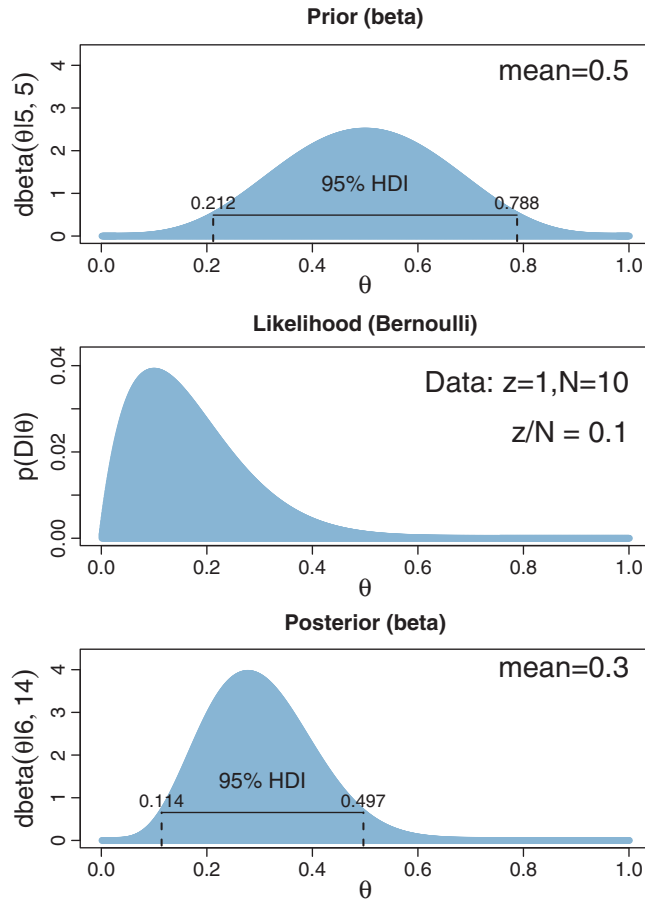 Prior (beta)
mean=0.5
dbeta(θ|5, 5)
0 1 2 3 4
95% HDI
0.212
0.788
0.0 0.2 0.4 0.6 0.8 1.0
θ
Likelihood (Bernoulli)
Data: z=1,N=10
z/N = 0.1
p(D|θ)
0.00 0.02 0.04
0.0 0.2 0.4 0.6 0.8 1.0
θ
Posterior (beta)
mean=0.3
dbeta(θ|6, 14)
0 1 2 3 4
95% HDI
0.114
0.497
0.0 0.2 0.4 0.6 0.8 1.0
θ